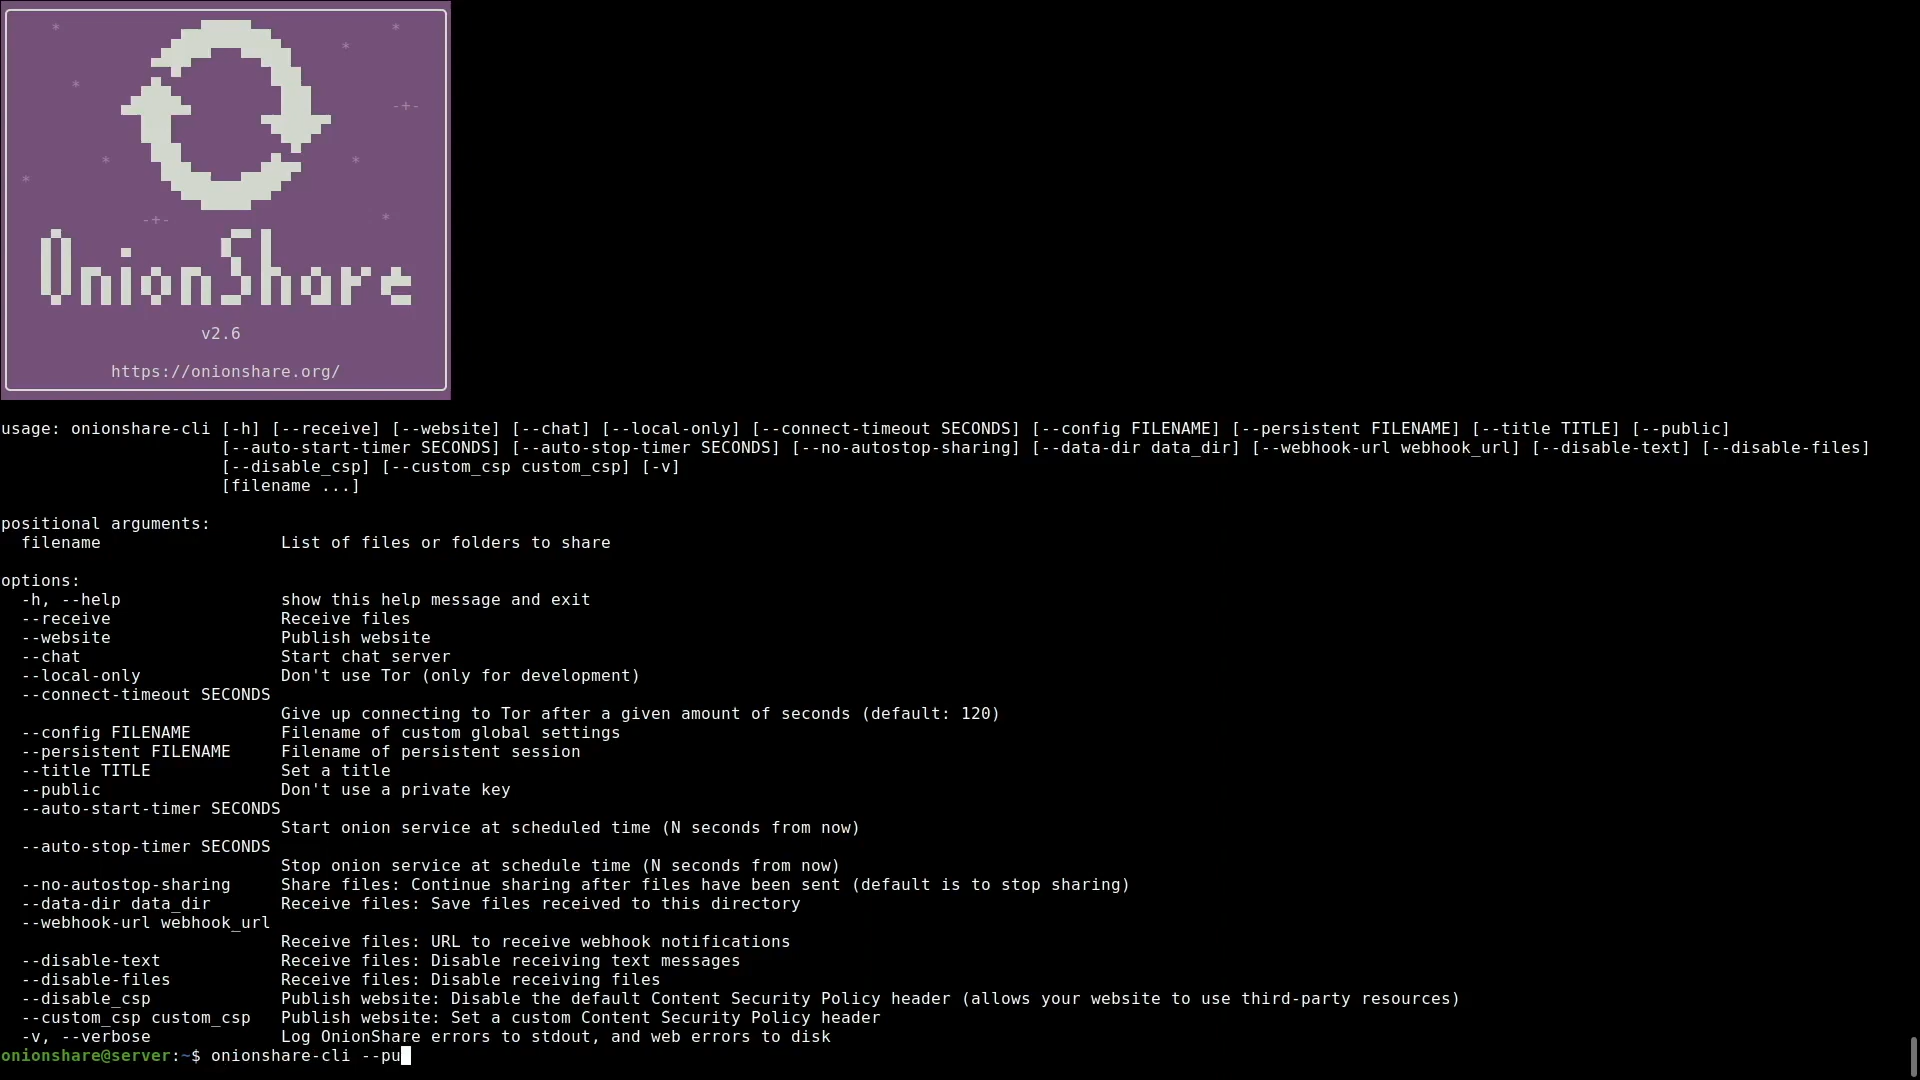 OnionShare
v2.6
https://onionshare.org/
usage: onionshare-cli [-h] [--receive] [--website] [--chat] [--local-only] [--connect-timeout SECONDS] [--config FILENAME] [--persistent FILENAME] [--title TITLE] [--public]
[--auto-start-timer SECONDS] [--auto-stop-timer SECONDS] [--no-autostop-sharing] [--data-dir data_dir] [--webhook-url webhook_url] [--disable-text] [--disable-files]
[--disable_csp] [--custom_csp custom_csp] [-v]
[filename ...]
positional arguments:
filename List of files or folders to share
options:
-h, --help show this help message and exit
--receive Receive files
--website Publish website
--chat Start chat server
--local-only Don't use Tor (only for development)
--connect-timeout SECONDS
Give up connecting to Tor after a given amount of seconds (default: 120)
--config FILENAME Filename of custom global settings
--persistent FILENAME Filename of persistent session
--title TITLE Set a title
--public Don't use a private key
--auto-start-timer SECONDS
Start onion service at scheduled time (N seconds from now)
--auto-stop-timer SECONDS
Stop onion service at schedule time (N seconds from now)
--no-autostop-sharing Share files: Continue sharing after files have been sent (default is to stop sharing)
--data-dir data_dir Receive files: Save files received to this directory
--webhook-url webhook_url
Receive files: URL to receive webhook notifications
--disable-text Receive files: Disable receiving text messages
--disable-files Receive files: Disable receiving files
--disable_csp Publish website: Disable the default Content Security Policy header (allows your website to use third-party resources)
--custom_csp custom_csp Publish website: Set a custom Content Security Policy header
-v, --verbose Log OnionShare errors to stdout, and web errors to disk
onionshare@server:~$ onionshare-cli --pu